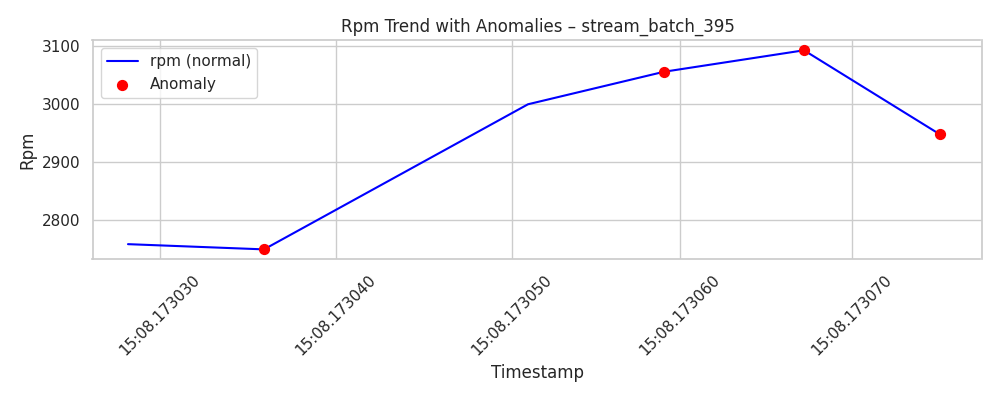 Rpm Trend with Anomalies – stream_batch_395
rpm (normal)
Anomaly
Rpm
3100
3000
2900
2800
15:08.173030
15:08.173040
15:08.173050
15:08.173060
15:08.173070
Timestamp